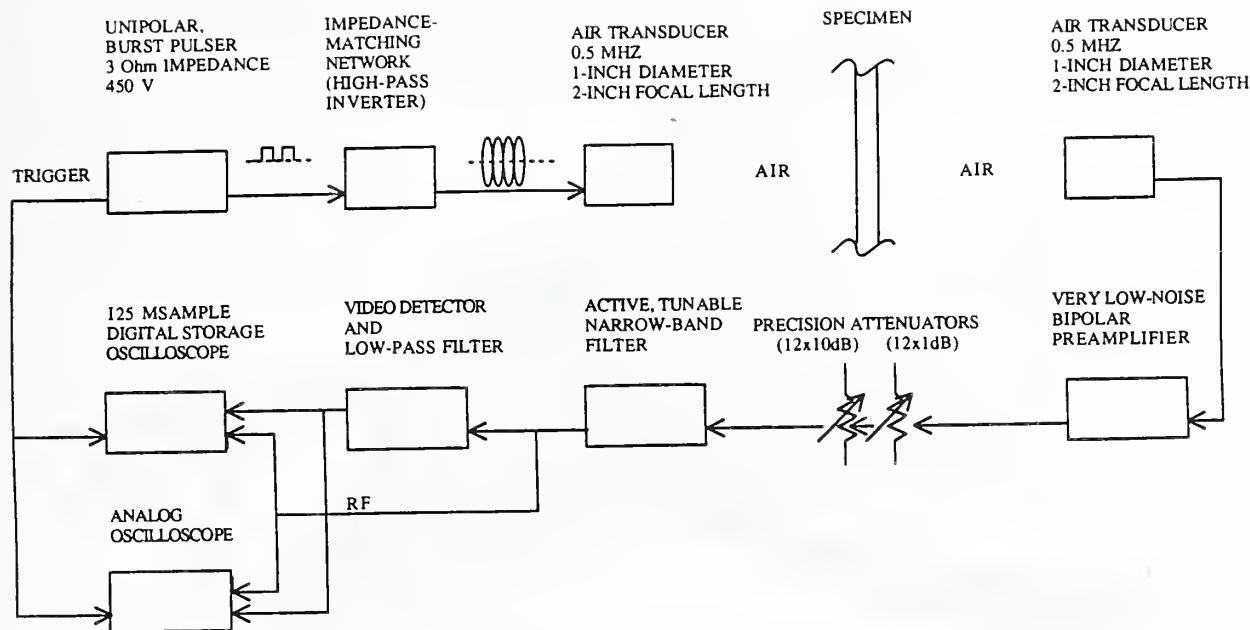 UNIPOLAR,
BURST PULSER
3 Ohm IMPEDANCE
450 V
IMPEDANCE-
MATCHING
NETWORK
(HIGH-PASS
INVERTER)
AIR TRANSDUCER
0.5 MHZ
1-INCH DIAMETER
2-INCH FOCAL LENGTH
SPECIMEN
AIR TRANSDUCER
0.5 MHZ
1-INCH DIAMETER
2-INCH FOCAL LENGTH
TRIGGER
AIR
AIR
125 MSAMPLE
DIGITAL STORAGE
OSCILLOSCOPE
VIDEO DETECTOR
AND
LOW-PASS FILTER
ACTIVE, TUNABLE
NARROW-BAND
FILTER
PRECISION ATTENUATORS
(12x10dB) (12x1dB)
VERY LOW-NOISE
BIPOLAR
PREAMPLIFIER
RF
ANALOG
OSCILLOSCOPE